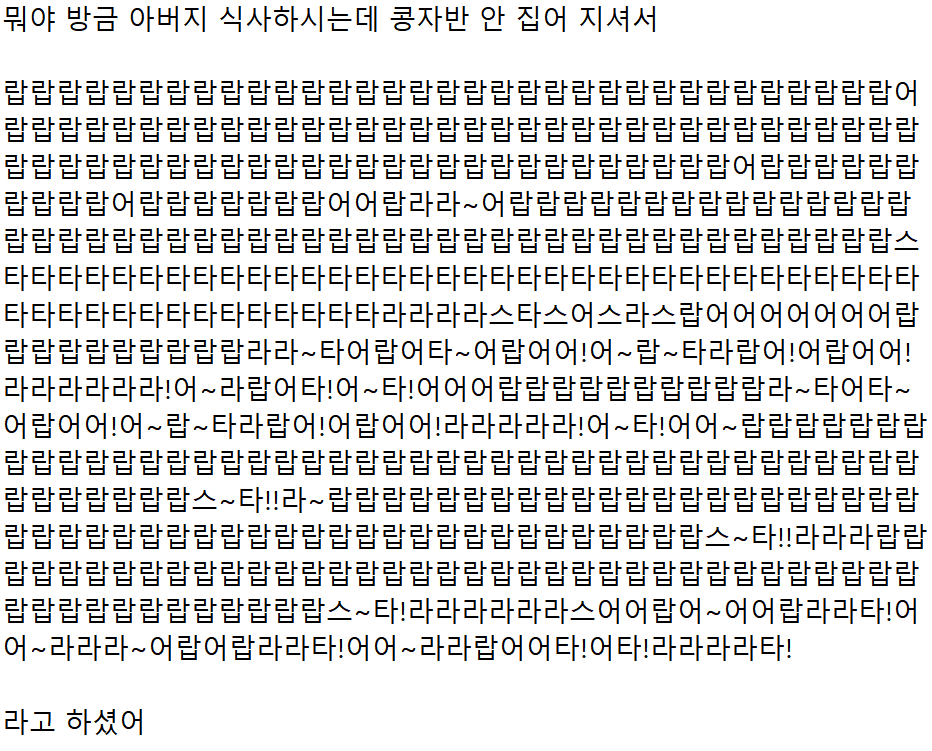 뭐야 방금 아버지 식사하시는데 콩자반 안 집어 지셔서
랍랍랍랍랍랍랍랍랍랍랍랍랍랍랍랍랍랍랍랍랍랍랍랍랍랍랍랍랍랍랍랍랍어
랍랍랍랍랍랍랍랍랍랍랍랍랍랍랍랍랍랍랍랍랍랍랍랍랍랍랍랍랍랍랍랍랍랍
랍랍랍랍랍랍랍랍랍랍랍랍랍랍랍랍랍랍랍랍랍랍랍랍랍랍랍어랍랍랍랍랍랍
랍랍랍랍어랍랍랍랍랍랍랍어어랍라라~어랍랍랍랍랍랍랍랍랍랍랍랍랍랍랍
랍랍랍랍랍랍랍랍랍랍랍랍랍랍랍랍랍랍랍랍랍랍랍랍랍랍랍랍랍랍랍랍랍스
타타타타타타타타타타타타타타타타타타타타타타타타타타타타타타타타타타
타타타타타타타타타타타타타타라라라라스타스어스라스랍어어어어어어어랍
랍랍랍랍랍랍랍랍랍라라~타어랍어타~어랍어어!어~랍~타라랍어!어랍어어!
라라라라라라!어~라랍어타!어~타!어어어랍랍랍랍랍랍랍랍랍랍라~타어타~
어랍어어!어~랍~타라랍어!어랍어어!라라라라라!어~타!어어~랍랍랍랍랍랍랍
랍랍랍랍랍랍랍랍랍랍랍랍랍랍랍랍랍랍랍랍랍랍랍랍랍랍랍랍랍랍랍랍랍랍
랍랍랍랍랍랍랍스~타!!라~랍랍랍랍랍랍랍랍랍랍랍랍랍랍랍랍랍랍랍랍랍랍
랍랍랍랍랍랍랍랍랍랍랍랍랍랍랍랍랍랍랍랍랍랍랍랍랍랍스~타!!라라라랍랍
랍랍랍랍랍랍랍랍랍랍랍랍랍랍랍랍랍랍랍랍랍랍랍랍랍랍랍랍랍랍랍랍랍랍
랍랍랍랍랍랍랍랍랍랍랍랍스~타!라라라라라라스어어랍어~어어랍라라타!어
어~라라라~어랍어랍라라타!어어~라라랍어어타!어타!라라라라타!
라고 하셨어